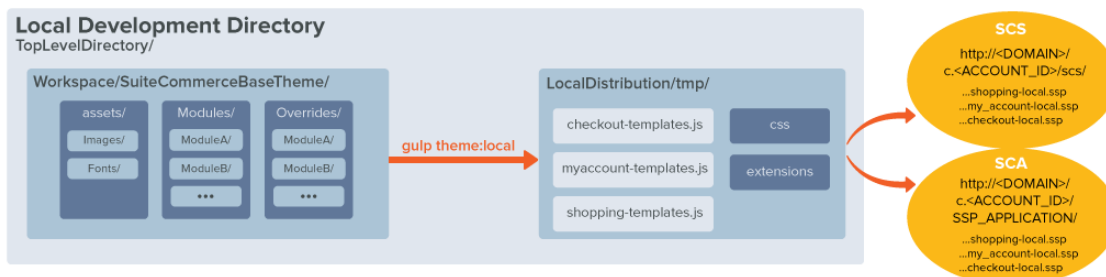 Local Development Directory
TopLevelDirectory/
Workspace/SuiteCommerceBaseTheme/
assets/
Images/
Fonts/
Modules/
ModuleA/
ModuleB/
•••
Overrides/
ModuleA/
ModuleB/
•••
gulp theme:local
LocalDistribution/tmp/
checkout-templates.js
myaccount-templates.js
shopping-templates.js
css
extensions
SCS
http://<DOMAIN>/
c.<ACCOUNT_ID>/scs/
...shopping-local.ssp
...my_account-local.ssp
...checkout-local.ssp
SCA
http://<DOMAIN>/
c.<ACCOUNT_ID>/
SSP_APPLICATION/
...shopping-local.ssp
...my_account-local.ssp
...checkout-local.ssp